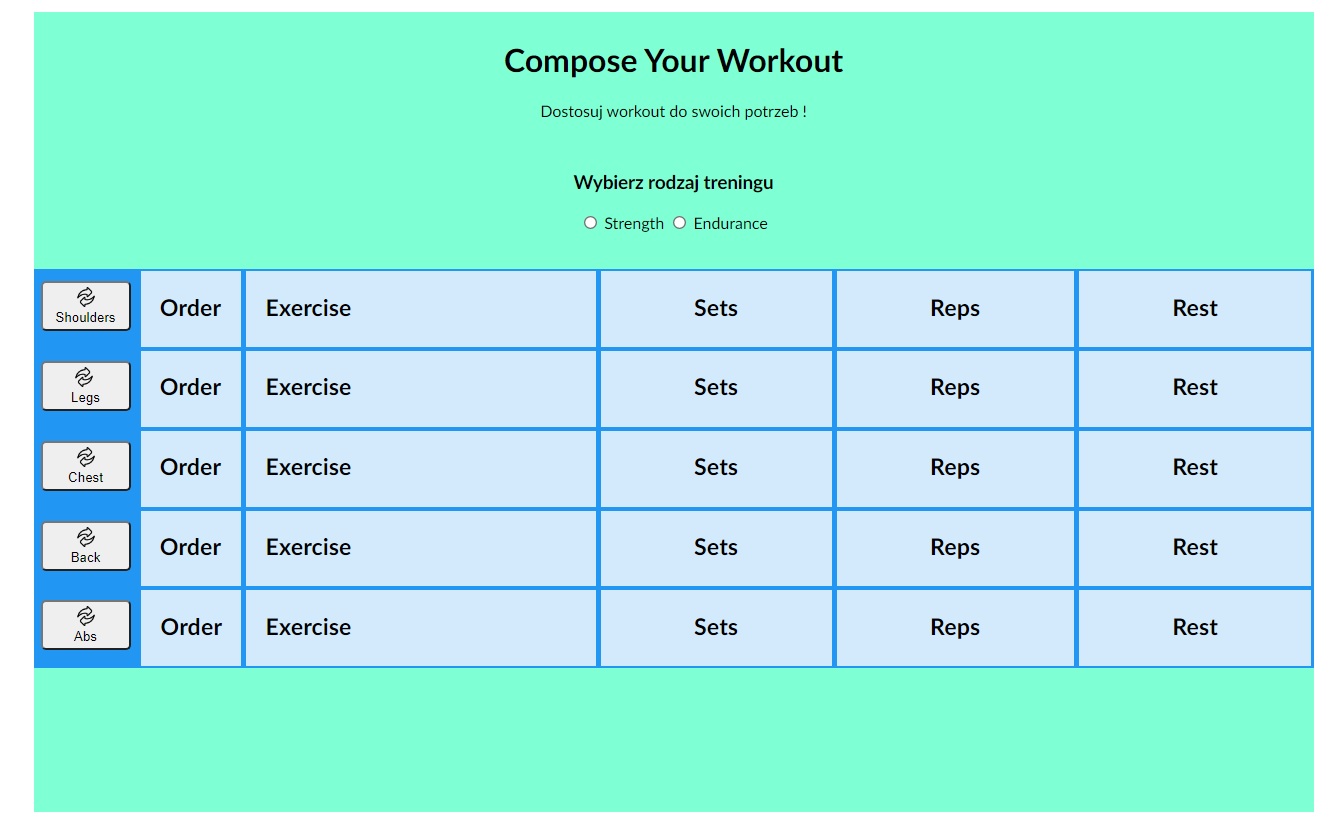 Compose Your Workout
Dostosuj workout do swoich potrzeb !
Wybierz rodzaj treningu
Strength Endurance
Shoulders Order Exercise Sets Reps Rest
Legs Order Exercise Sets Reps Rest
Chest Order Exercise Sets Reps Rest
Back Order Exercise Sets Reps Rest
Abs Order Exercise Sets Reps Rest